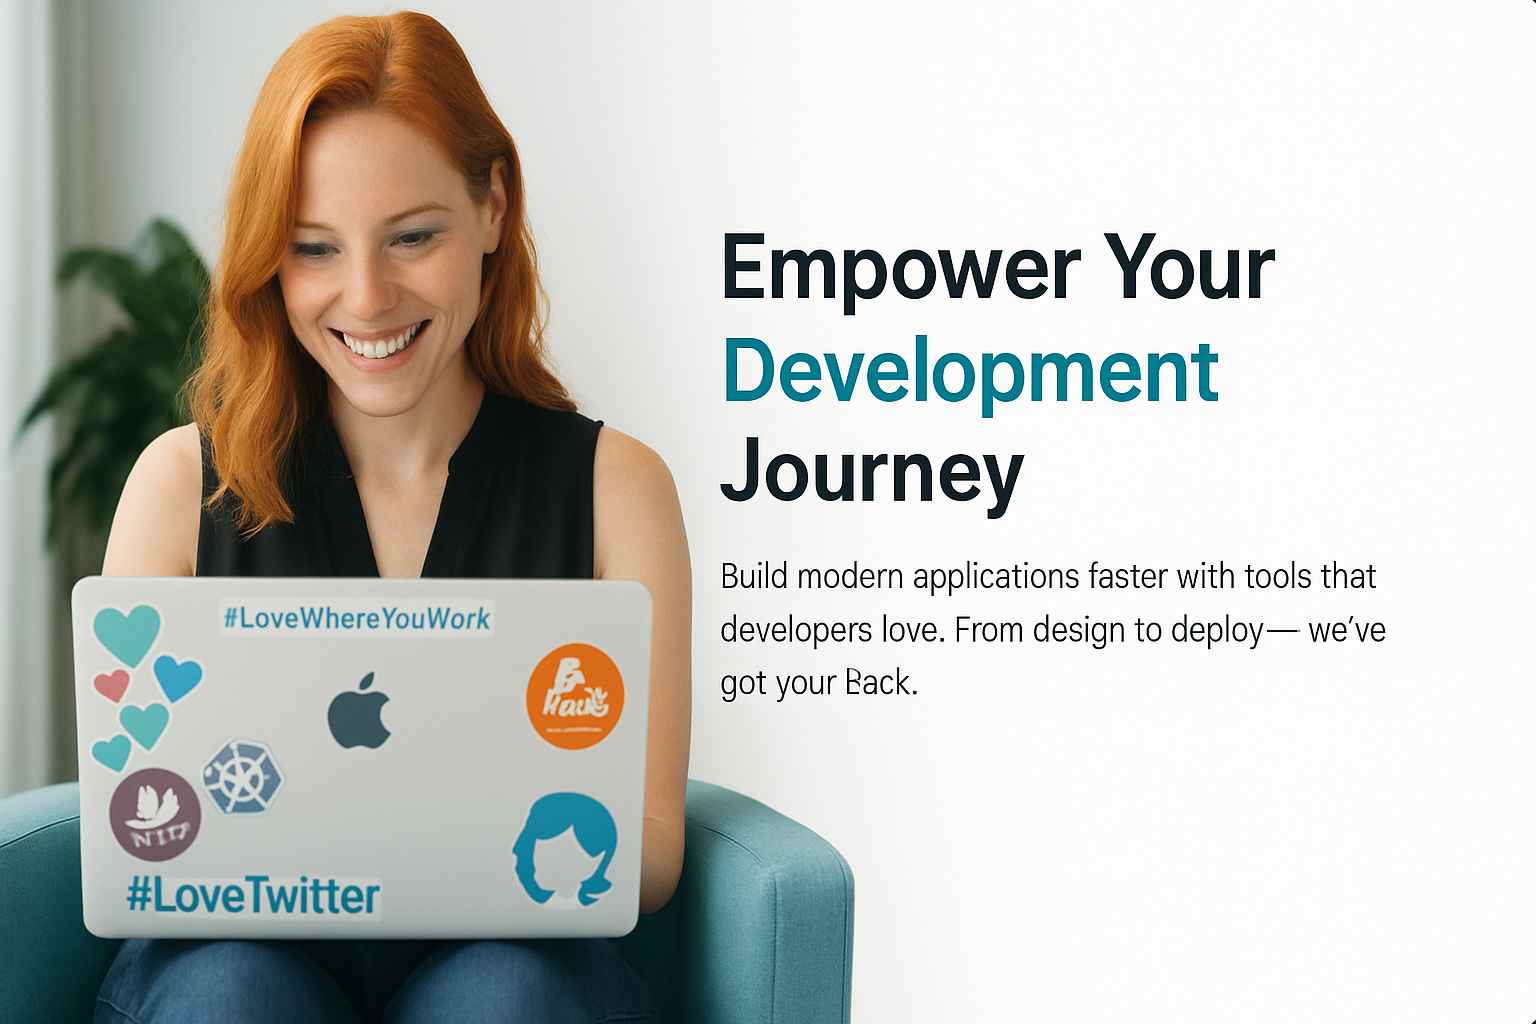 Empower Your
Development
Journey
Build modern applications faster with tools that
developers love. From design to deploy— we've
got your Back.
#LoveWhereYouWork
#LoveTwitter